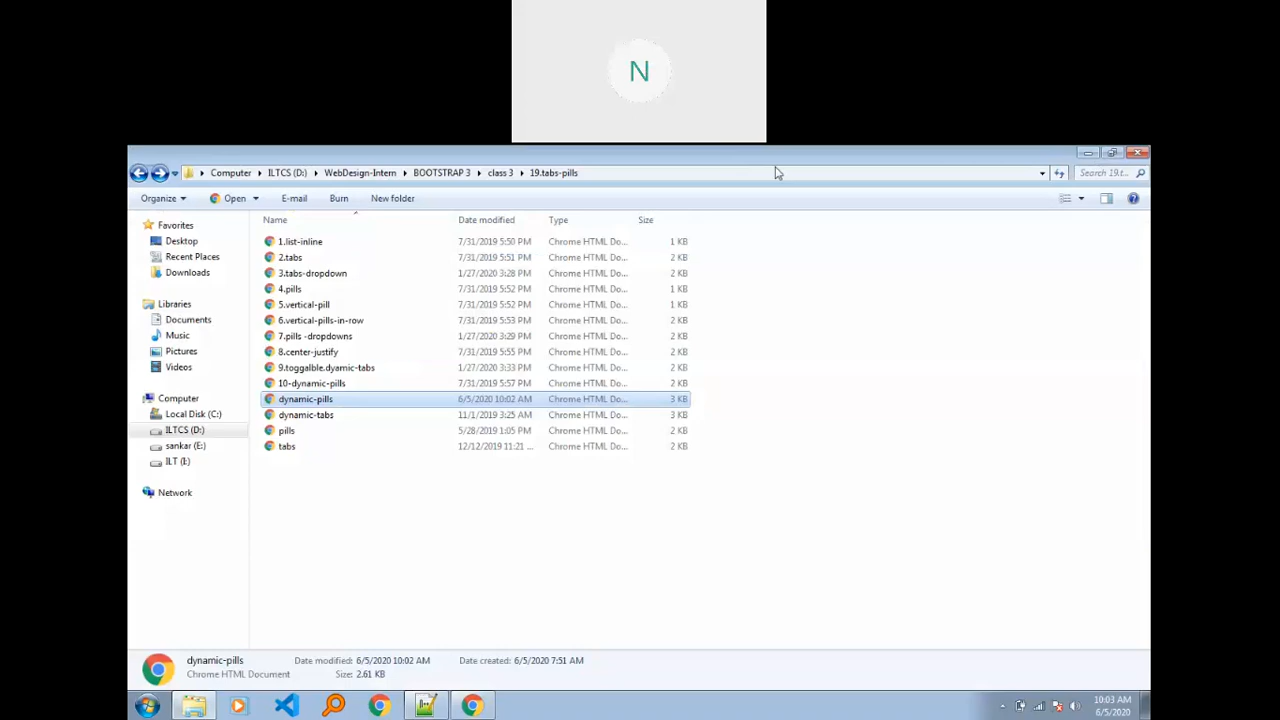 N
Computer ILTCS (D:) WebDesign-Intern BOOTSTRAP 3 class 3 19.tabs-pills Search 19.t...
Organize Open E-mail Burn New folder
Name Date modified Type Size
1.list-inline 7/31/2019 5:50 PM Chrome HTML Do... 1 KB
2.tabs 7/31/2019 5:51 PM Chrome HTML Do... 2 KB
3.tabs-dropdown 1/27/2020 3:28 PM Chrome HTML Do... 2 KB
4.pills 7/31/2019 5:52 PM Chrome HTML Do... 1 KB
5.vertical-pill 7/31/2019 5:52 PM Chrome HTML Do... 1 KB
6.vertical-pills-in-row 7/31/2019 5:53 PM Chrome HTML Do... 2 KB
7.pills -dropdowns 1/27/2020 3:29 PM Chrome HTML Do... 2 KB
8.center-justify 7/31/2019 5:55 PM Chrome HTML Do... 2 KB
9.toggalble.dyamic-tabs 1/27/2020 3:33 PM Chrome HTML Do... 2 KB
10-dynamic-pills 7/31/2019 5:57 PM Chrome HTML Do... 2 KB
dynamic-pills 6/5/2020 10:02 AM Chrome HTML Do... 3 KB
dynamic-tabs 11/1/2019 3:25 AM Chrome HTML Do... 3 KB
pills 5/28/2019 1:05 PM Chrome HTML Do... 2 KB
tabs 12/12/2019 11:21 ... Chrome HTML Do... 2 KB
Favorites
Desktop
Recent Places
Downloads
Libraries
Documents
Music
Pictures
Videos
Computer
Local Disk (C:)
ILTCS (D:)
sankar (E:)
ILT (I:)
Network
dynamic-pills Date modified: 6/5/2020 10:02 AM Date created: 6/5/2020 7:51 AM
Chrome HTML Document Size: 2.61 KB
10:03 AM
6/5/2020